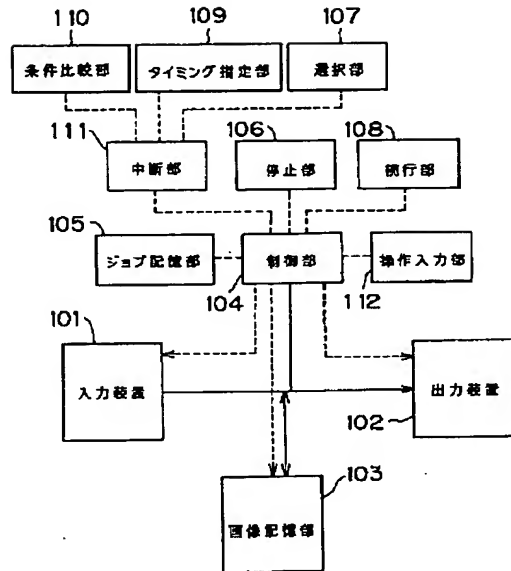 110
109
107
条件比較部
タイミング指定部
選択部
111
106
108
中断部
停止部
続行部
105
ジョブ記憶部
制御部
操作入力部
104
112
101
入力装置
出力装置
102
103
画像記憶部